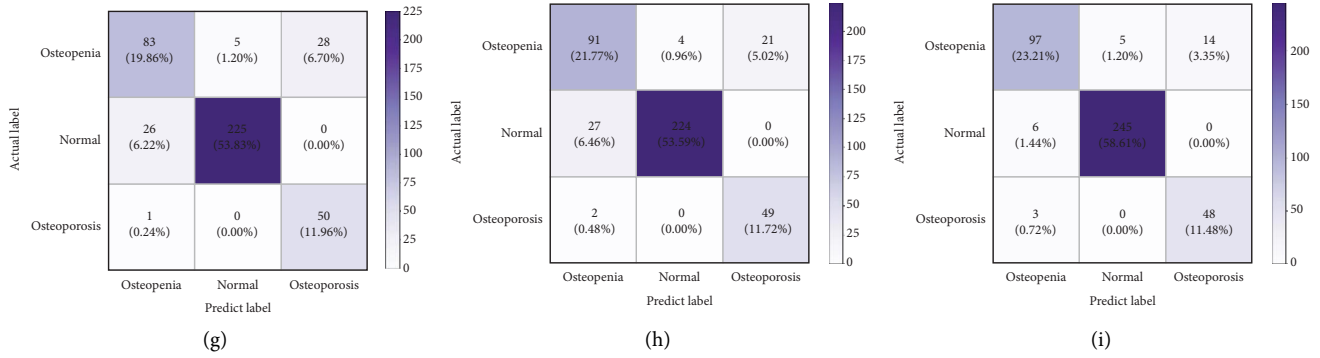 Actual label
Osteopenia
Normal
Osteoporosis
83
(19.86%)
5
(1.20%)
28
(6.70%)
26
(6.22%)
225
(53.83%)
0
(0.00%)
1
(0.24%)
0
(0.00%)
50
(11.96%)
Osteopenia
Normal
Osteoporosis
Predict label
225
200
175
150
125
100
75
50
25
0
(g)
Actual label
Osteopenia
Normal
Osteoporosis
91
(21.77%)
4
(0.96%)
21
(5.02%)
27
(6.46%)
224
(53.59%)
0
(0.00%)
2
(0.48%)
0
(0.00%)
49
(11.72%)
Osteopenia
Normal
Osteoporosis
Predict label
200
175
150
125
100
75
50
25
0
(h)
Actual label
Osteopenia
Normal
Osteoporosis
97
(23.21%)
5
(1.20%)
14
(3.35%)
6
(1.44%)
245
(58.61%)
0
(0.00%)
3
(0.72%)
0
(0.00%)
48
(11.48%)
Osteopenia
Normal
Osteoporosis
Predict label
200
150
100
50
0
(i)